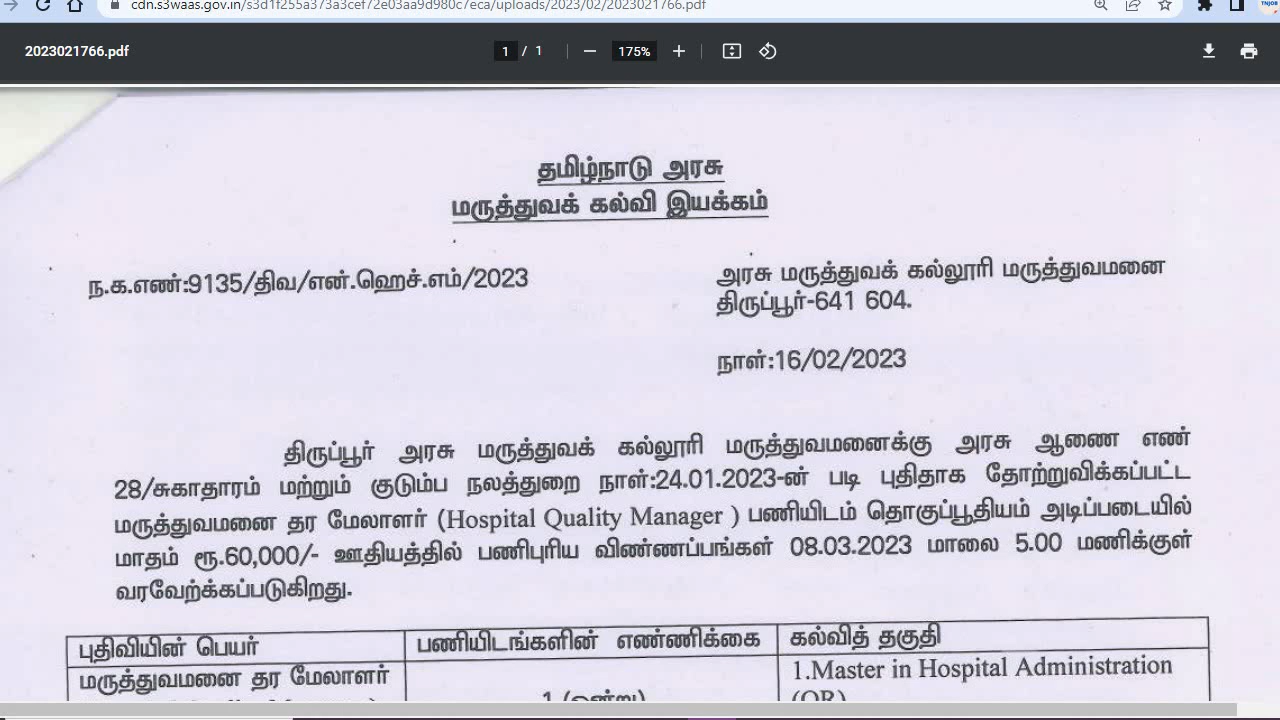 cdn.s3waas.gov.in/s3d1f255a373a3cef72e03aa9d980c7eca/uploads/2023/02/2023021766.pdf
TNJOB
2023021766.pdf
1 / 1
175%
தமிழ்நாடு அரசு
மருத்துவக் கல்வி இயக்கம்
ந.க.எண்:9135/திவ/என்.ஹெச்.எம்/2023
அரசு மருத்துவக் கல்லூரி மருத்துவமனை
திருப்பூர்-641 604.
நாள்:16/02/2023
திருப்பூர் அரசு மருத்துவக் கல்லூரி மருத்துவமனைக்கு அரசு ஆணை எண்
28/சுகாதாரம் மற்றும் குடும்ப நலத்துறை நாள்:24.01.2023-ன் படி புதிதாக தோற்றுவிக்கப்பட்ட
மருத்துவமனை தர மேலாளர் (Hospital Quality Manager ) பணியிடம் தொகுப்பூதியம் அடிப்படையில்
மாதம் ரூ.60,000/- ஊதியத்தில் பணிபுரிய விண்ணப்பங்கள் 08.03.2023 மாலை 5.00 மணிக்குள்
வரவேற்க்கப்படுகிறது.
புதிவியின் பெயர் பணியிடங்களின் எண்ணிக்கை கல்வித் தகுதி
மருத்துவமனை தர மேலாளர் 1.Master in Hospital Administration
1 (ஒன்று) (OR)